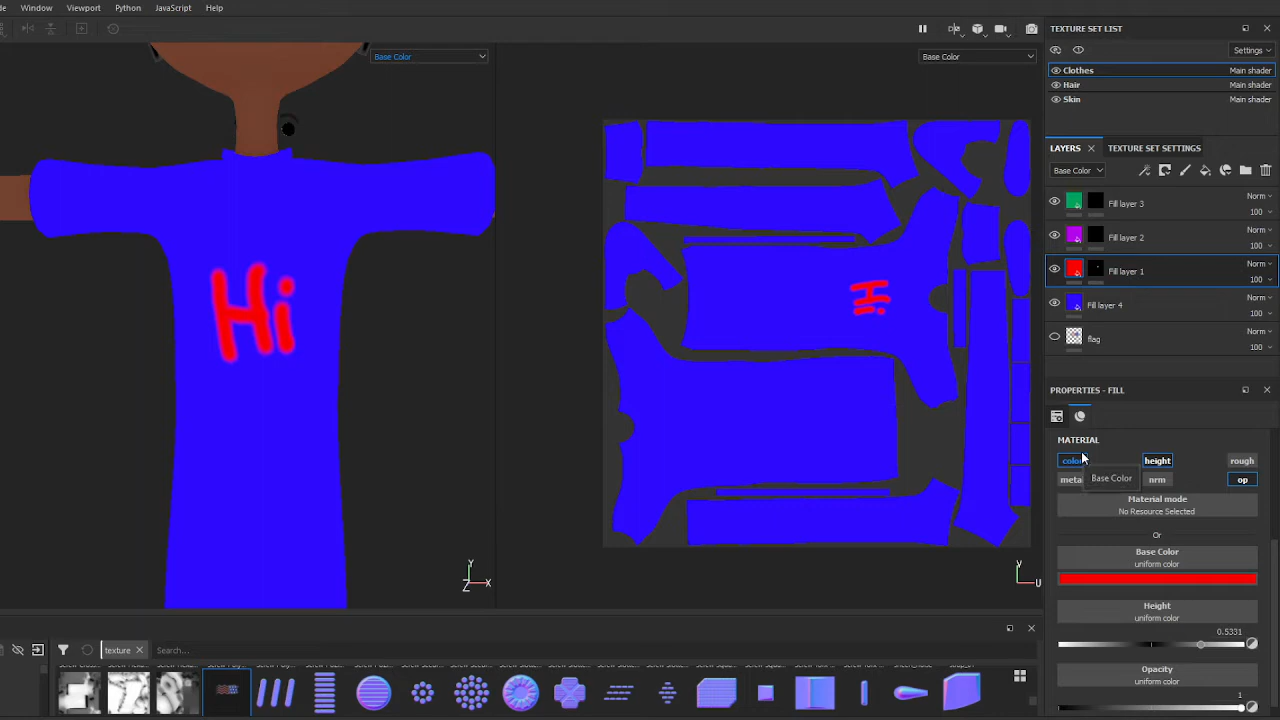 Window Viewport Python JavaScript Help
Base Color
Base Color
Hi
Hi
Y
Z X
Y
U
TEXTURE SET LIST
Settings
Clothes Main shader
Hair Main shader
Skin Main shader
LAYERS TEXTURE SET SETTINGS
Base Color
Fill layer 3 Norm
100
Fill layer 2 Norm
100
Fill layer 1 Norm
100
Fill layer 4 Norm
100
flag Norm
100
PROPERTIES - FILL
MATERIAL
color height rough
meta nrm op
Base Color
Material mode
No Resource Selected
Or
Base Color
uniform color
Height
uniform color
0.5331
Opacity
uniform color
1
texture Search...